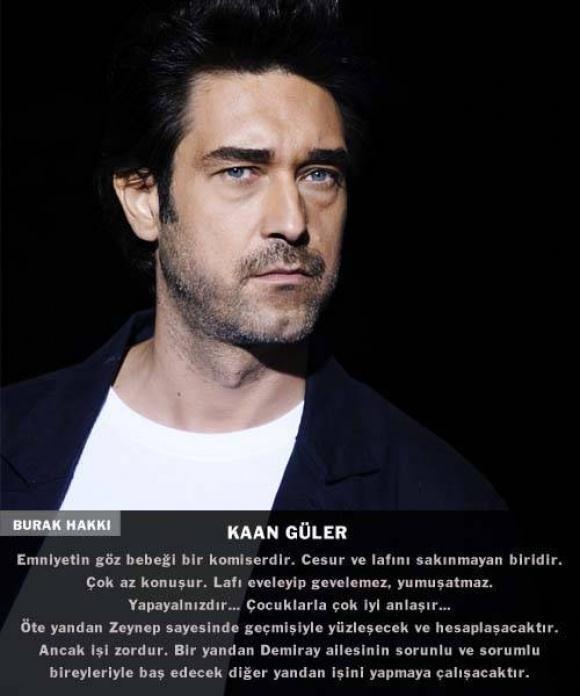 BURAK HAKKI
KAAN GÜLER
Emniyetin göz bebeği bir komiserdir. Cesur ve lafını sakınmayan biridir.
Çok az konuşur. Lafı eveleyip gevelemez, yumuşatmaz.
Yapayalnızdır... Çocuklarla çok iyi anlaşır...
Öte yandan Zeynep sayesinde geçmişiyle yüzleşecek ve hesaplaşacaktır.
Ancak işi zordur. Bir yandan Demiray ailesinin sorunlu ve sorumlu
bireyleriyle baş edecek diğer yandan işini yapmaya çalışacaktır.